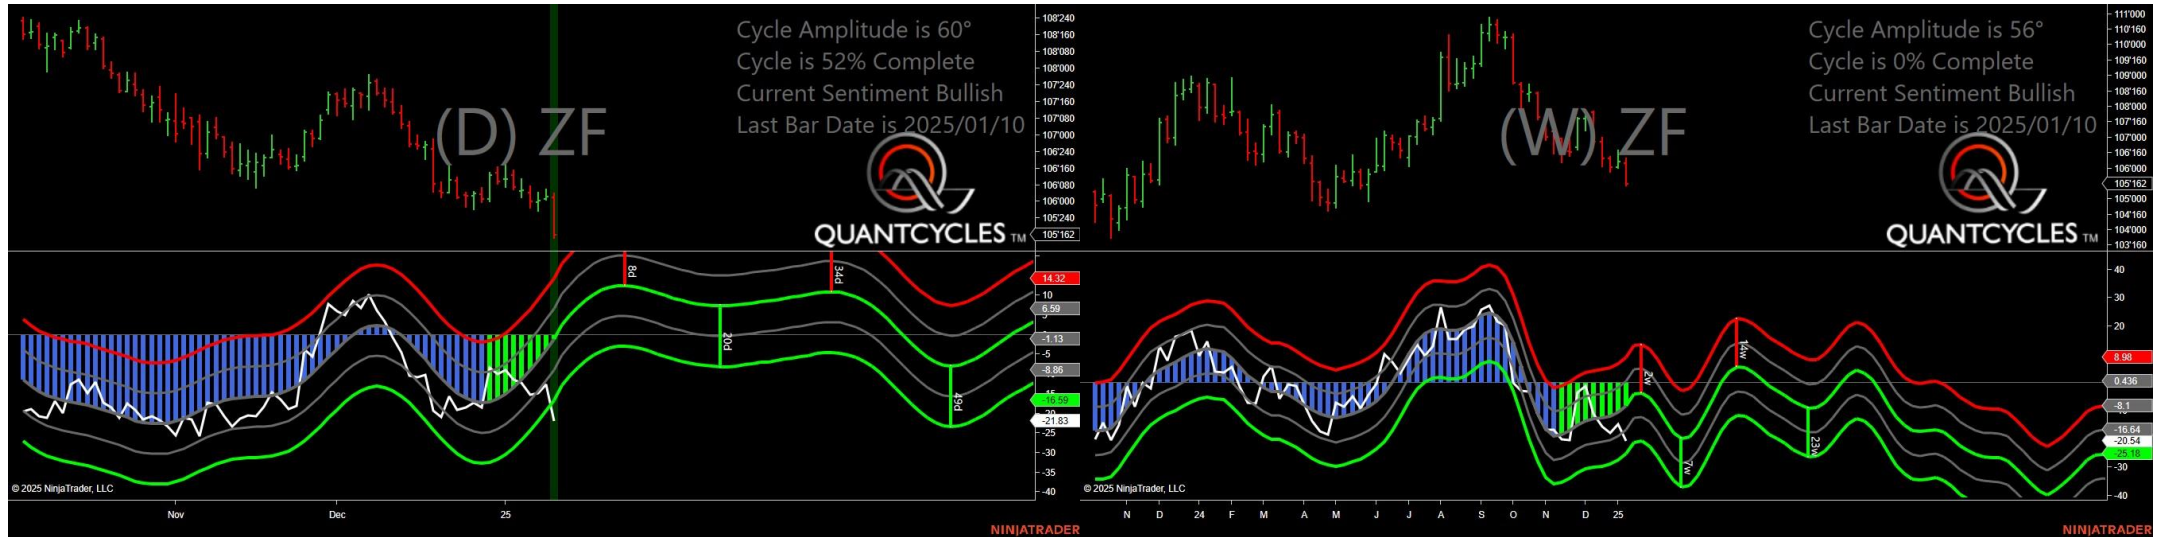 Cycle Amplitude is 60°
Cycle is 52% Complete
Current Sentiment Bullish
Last Bar Date is 2025/01/10
(D) ZF
QUANTCYCLES TM
108'240
108'160
108'080
108'000
107'240
107'160
107'080
107'000
106'240
106'160
106'080
106'000
105'240
105'162
8d
20d
34d
49d
14.32
10
6.59
-1.13
-5
-8.86
-16.59
-21.83
-25
-30
-35
-40
© 2025 NinjaTrader, LLC
Nov Dec 25
NINJATRADER
Cycle Amplitude is 56°
Cycle is 0% Complete
Current Sentiment Bullish
Last Bar Date is 2025/01/10
(W) ZF
QUANTCYCLES TM
111'000
110'160
110'000
109'160
109'000
108'160
108'000
107'160
107'000
106'160
106'000
105'162
105'000
104'160
104'000
103'160
2w
7w
14w
23w
40
30
20
8.98
0.436
-8.1
-16.64
-20.54
-25.18
-30
-40
© 2025 NinjaTrader, LLC
N D 24 F M A M J J A S O N D 25
NINJATRADER